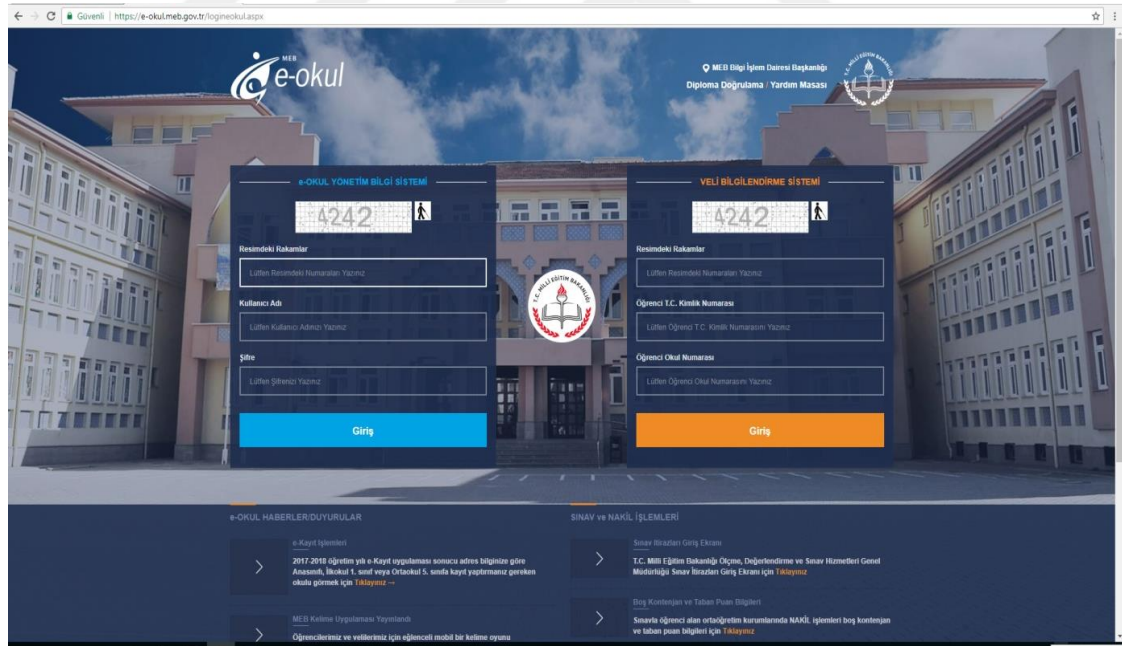 Güvenli | https://e-okul.meb.gov.tr/logineokul.aspx
MEB
e-okul
MEB Bilgi İşlem Dairesi Başkanlığı
Diploma Doğrulama / Yardım Masası
e-OKUL YÖNETİM BİLGİ SİSTEMİ
4242
Resimdeki Rakamlar
Lütfen Resimdeki Numaraları Yazınız
Kullanıcı Adı
Lütfen Kullanıcı Adınızı Yazınız
Şifre
Lütfen Şifrenizi Yazınız
Giriş
T.C. MİLLİ EĞİTİM BAKANLIĞI
VELİ BİLGİLENDİRME SİSTEMİ
4242
Resimdeki Rakamlar
Lütfen Resimdeki Numaraları Yazınız
Öğrenci T.C. Kimlik Numarası
Lütfen Öğrenci T.C. Kimlik Numarasını Yazınız
Öğrenci Okul Numarası
Lütfen Öğrenci Okul Numarasını Yazınız
Giriş
e-OKUL HABERLER/DUYURULAR
e-Kayıt İşlemleri
2017-2018 öğretim yılı e-Kayıt uygulaması sonucu adres bilginize göre
Anasınıfı, İlkokul 1. sınıf veya Ortaokul 5. sınıfa kayıt yaptırmanız gereken
okulu görmek için Tıklayınız →
MEB Kelime Uygulaması Yayınlandı
Öğrencilerimiz ve velilerimiz için eğlenceli mobil bir kelime oyunu
SINAV ve NAKİL İŞLEMLERİ
Sınav İtirazları Giriş Ekranı
T.C. Milli Eğitim Bakanlığı Ölçme, Değerlendirme ve Sınav Hizmetleri Genel
Müdürlüğü Sınav İtirazları Giriş Ekranı için Tıklayınız
Boş Kontenjan ve Taban Puan Bilgileri
Sınavla öğrenci alan ortaöğretim kurumlarında NAKİL işlemleri boş kontenjan
ve taban puan bilgileri için Tıklayınız